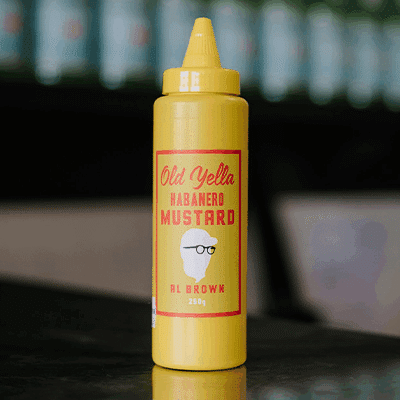 Old Yella
HABANERO
MUSTARD
AL BROWN
250g